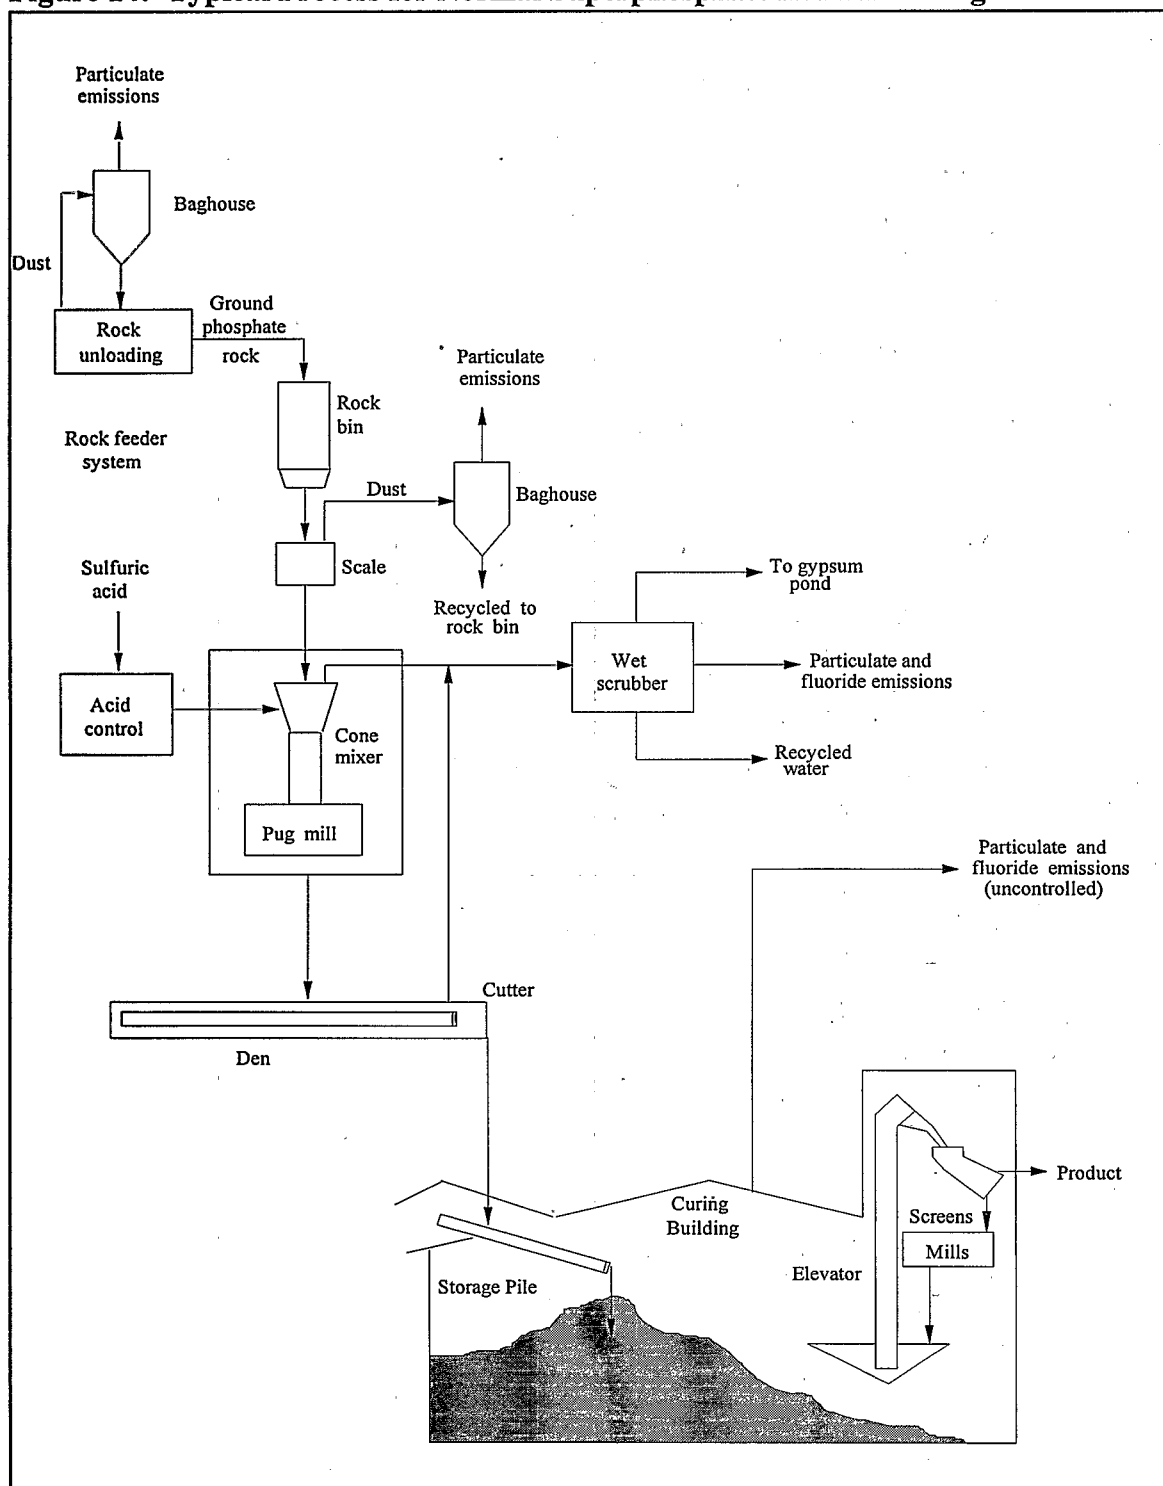 Particulate
emissions
Baghouse
Dust
Ground
phosphate
rock
Rock
unloading
Particulate
emissions
Rock
bin
Rock feeder
system
Dust
Baghouse
Scale
Sulfuric
acid
To gypsum
pond
Recycled to
rock bin
Wet
scrubber
Particulate and
fluoride emissions
Acid
control
Cone
mixer
Recycled
water
Pug mill
Particulate and
fluoride emissions
(uncontrolled)
Cutter
Den
Product
Curing
Building
Screens
Mills
Elevator
Storage Pile